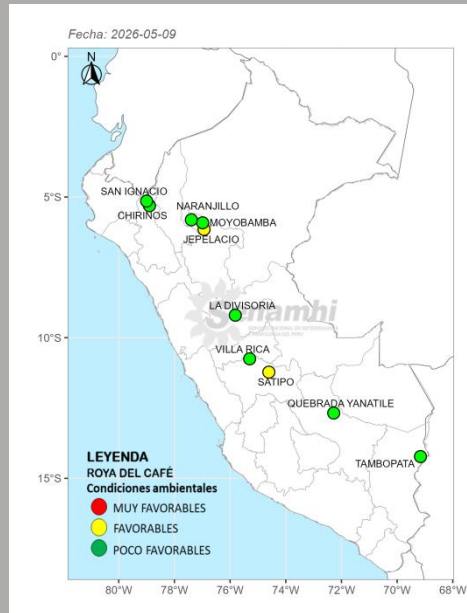 Fecha: 2026-05-09
N
0°
5°S
10°S
15°S
SAN IGNACIO
CHIRINOS
NARANJILLO
MOYOBAMBA
JEPELACIO
LA DIVISORIA
Senamhi
VILLA RICA
SATIPO
QUEBRADA YANATILE
TAMBOPATA
LEYENDA
ROYA DEL CAFÉ
Condiciones ambientales
MUY FAVORABLES
FAVORABLES
POCO FAVORABLES
80°W 78°W 76°W 74°W 72°W 70°W 68°W